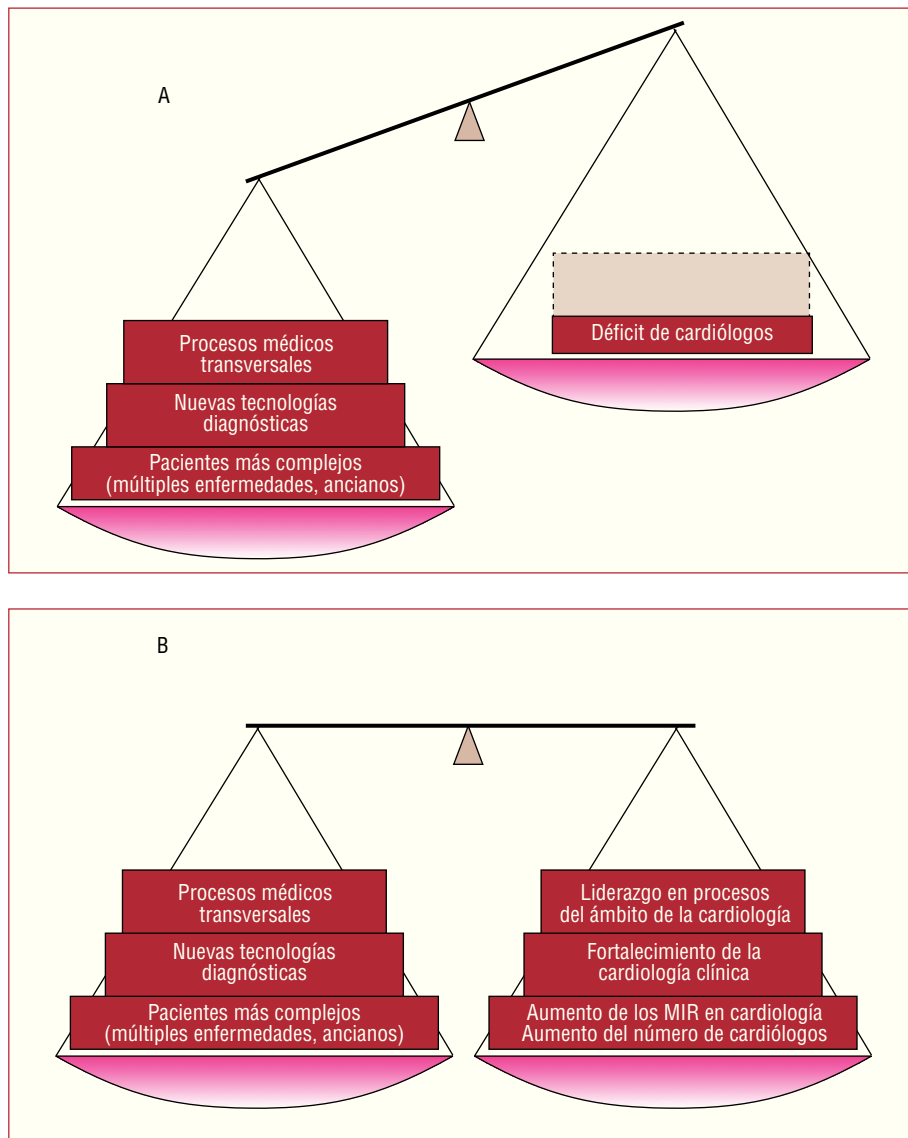 A
Procesos médicos
transversales
Nuevas tecnologías
diagnósticas
Pacientes más complejos
(múltiples enfermedades, ancianos)
Déficit de cardiólogos
B
Procesos médicos
transversales
Nuevas tecnologías
diagnósticas
Pacientes más complejos
(múltiples enfermedades, ancianos)
Liderazgo en procesos
del ámbito de la cardiología
Fortalecimiento de la
cardiología clínica
Aumento de los MIR en cardiología
Aumento del número de cardiólogos